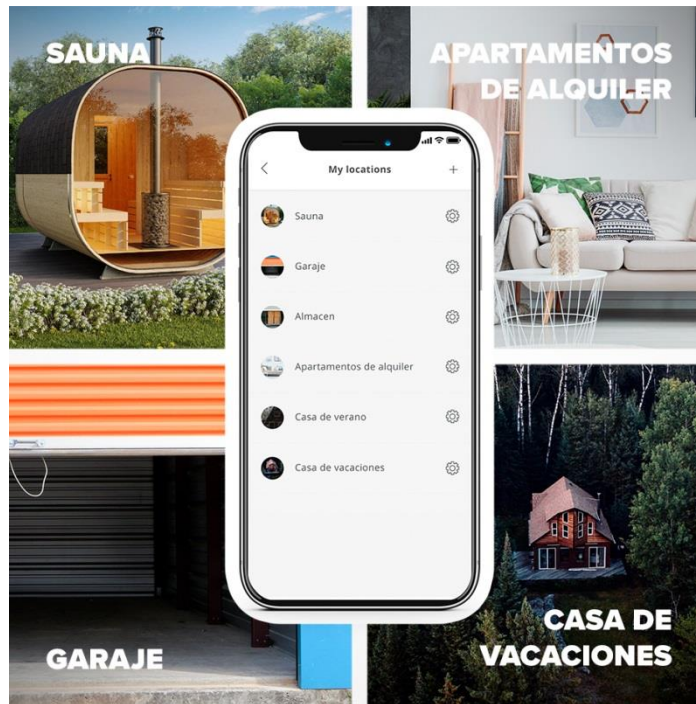 SAUNA
APARTAMENTOS
DE ALQUILER
My locations
Sauna
Garaje
Almacen
Apartamentos de alquiler
Casa de verano
Casa de vacaciones
GARAJE
CASA DE
VACACIONES